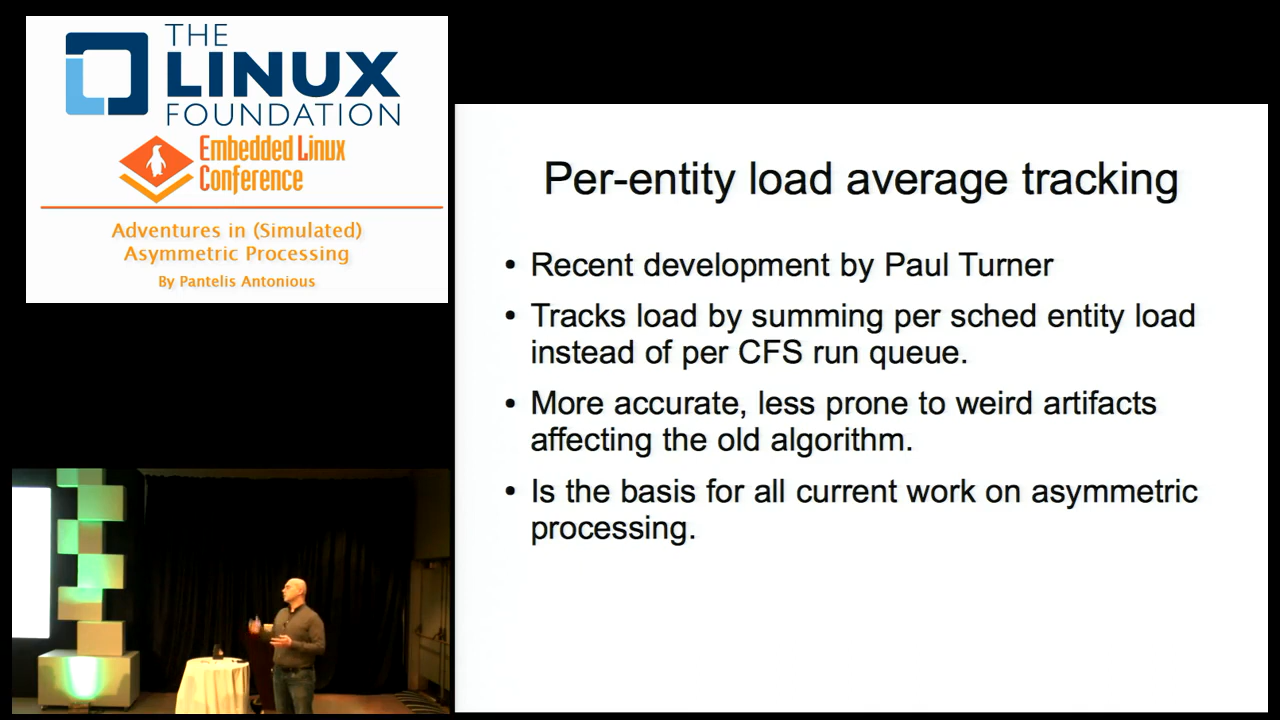 THE
LINUX
FOUNDATION
Embedded Linux
Conference
Adventures in (Simulated)
Asymmetric Processing
By Pantelis Antonious
Per-entity load average tracking
• Recent development by Paul Turner
• Tracks load by summing per sched entity load
instead of per CFS run queue.
• More accurate, less prone to weird artifacts
affecting the old algorithm.
• Is the basis for all current work on asymmetric
processing.